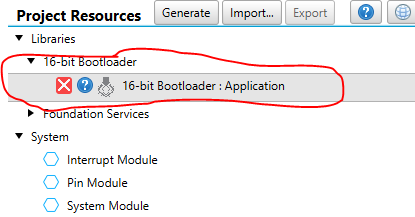 Project Resources Generate Import... Export
Libraries
16-bit Bootloader
? 16-bit Bootloader : Application
Foundation Services
System
Interrupt Module
Pin Module
System Module